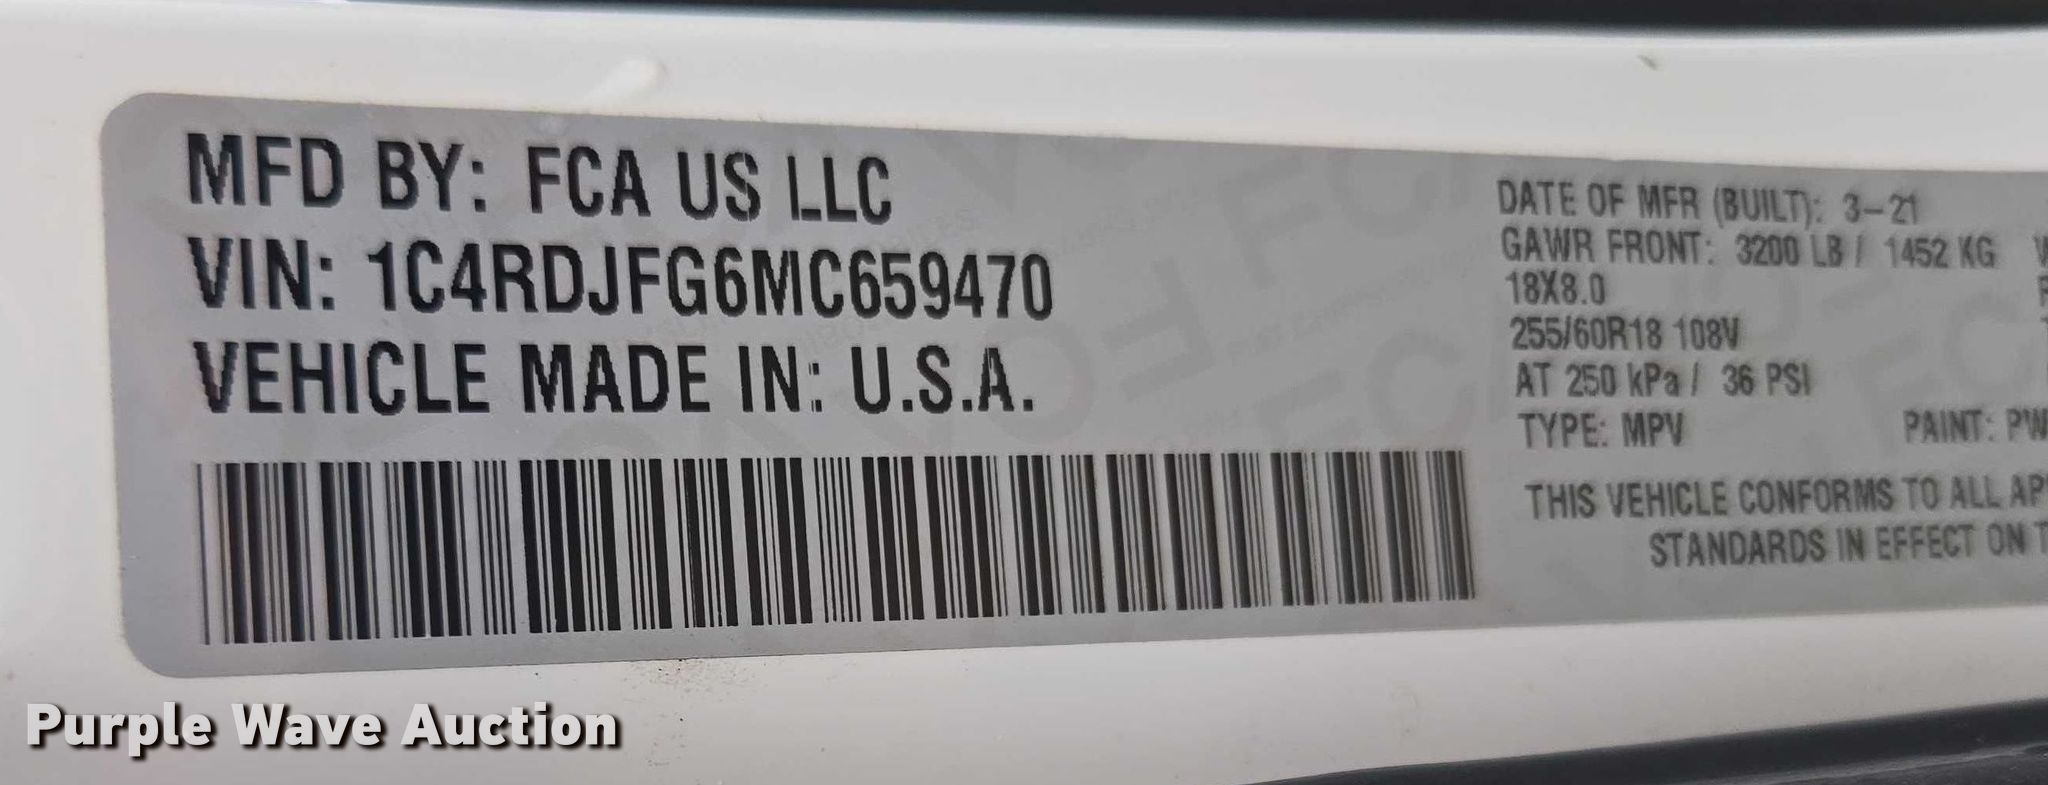 MFD BY: FCA US LLC
VIN: 1C4RDJFG6MC659470
VEHICLE MADE IN: U.S.A.
DATE OF MFR (BUILT): 3-21
GAWR FRONT: 3200 LB / 1452 KG
18X8.0
255/60R18 108V
AT 250 kPa / 36 PSI
TYPE: MPV PAINT: PW
THIS VEHICLE CONFORMS TO ALL AP
STANDARDS IN EFFECT ON T
Purple Wave Auction